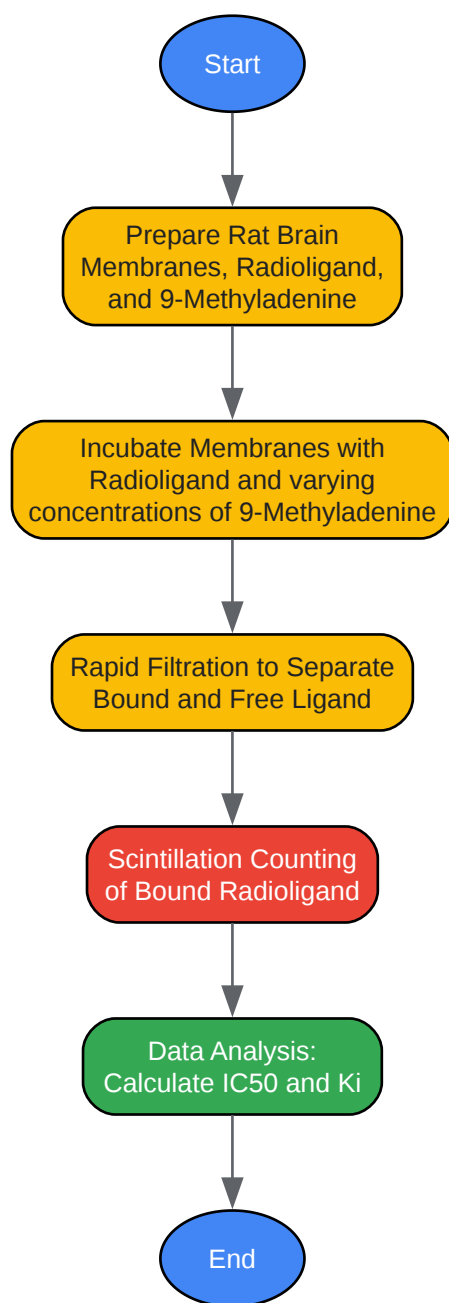 Start
Prepare Rat Brain
Membranes, Radioligand,
and 9-Methyladenine
Incubate Membranes with
Radioligand and varying
concentrations of 9-Methyladenine
Rapid Filtration to Separate
Bound and Free Ligand
Scintillation Counting
of Bound Radioligand
Data Analysis:
Calculate IC50 and Ki
End